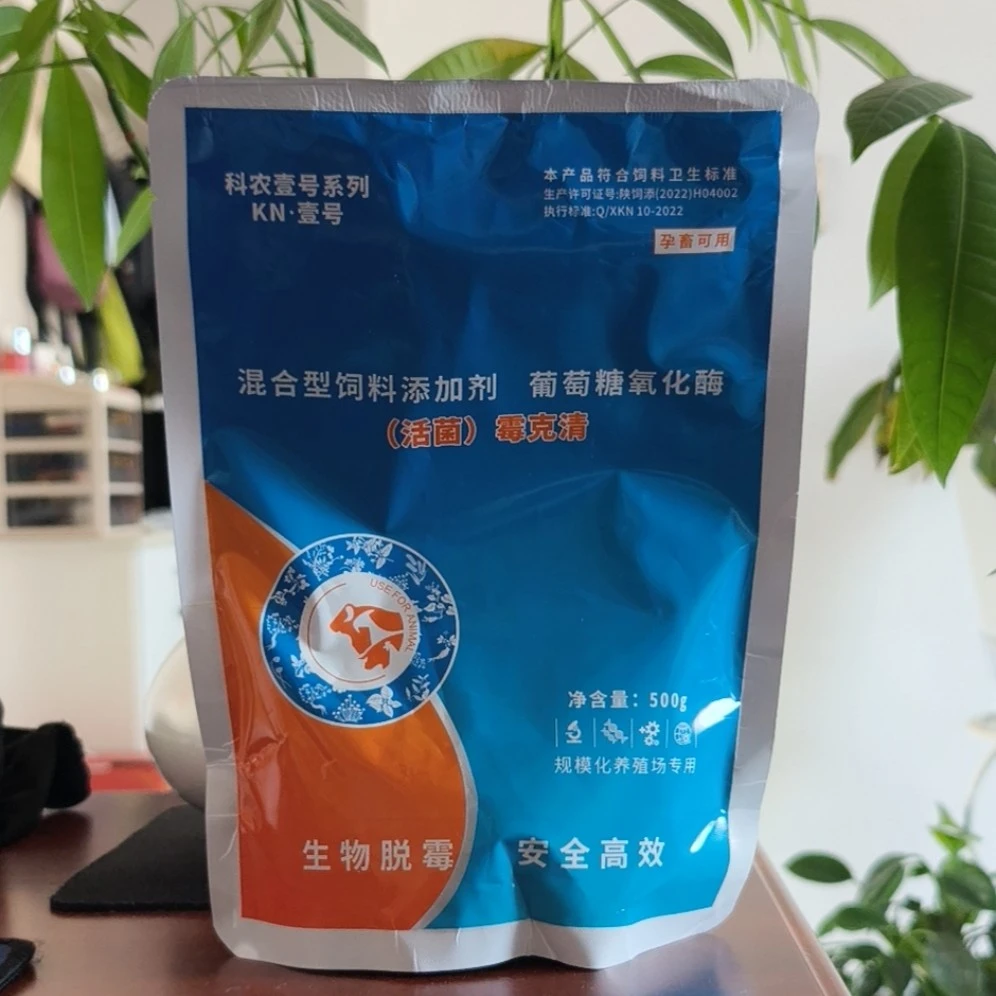 科农壹号系列
KN·壹号
本产品符合饲料卫生标准
生产许可证号:陕饲添(2022)H04002
执行标准:Q/XKN 10-2022
孕畜可用
混合型饲料添加剂 葡萄糖氧化酶
（活菌）霉克清
USE FOR ANIMAL
净含量：500g
规模化养殖场专用
生物脱霉 安全高效